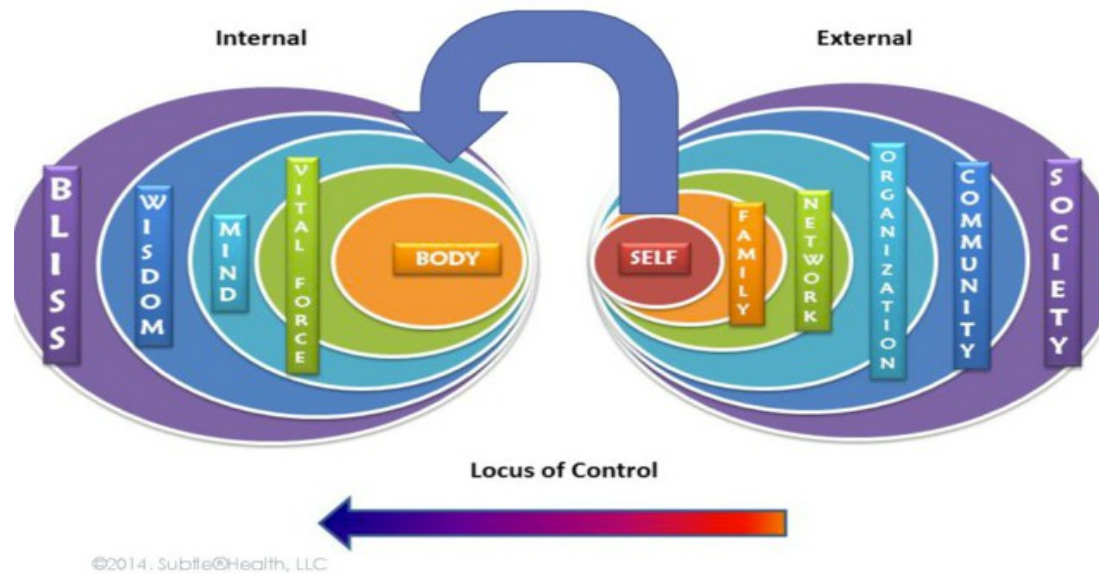 Internal
External
BLISS
WISDOM
MIND
VITAL FORCE
BODY
SELF
FAMILY
NETWORK
ORGANIZATION
COMMUNITY
SOCIETY
Locus of Control
©2014. Subtle®Health, LLC